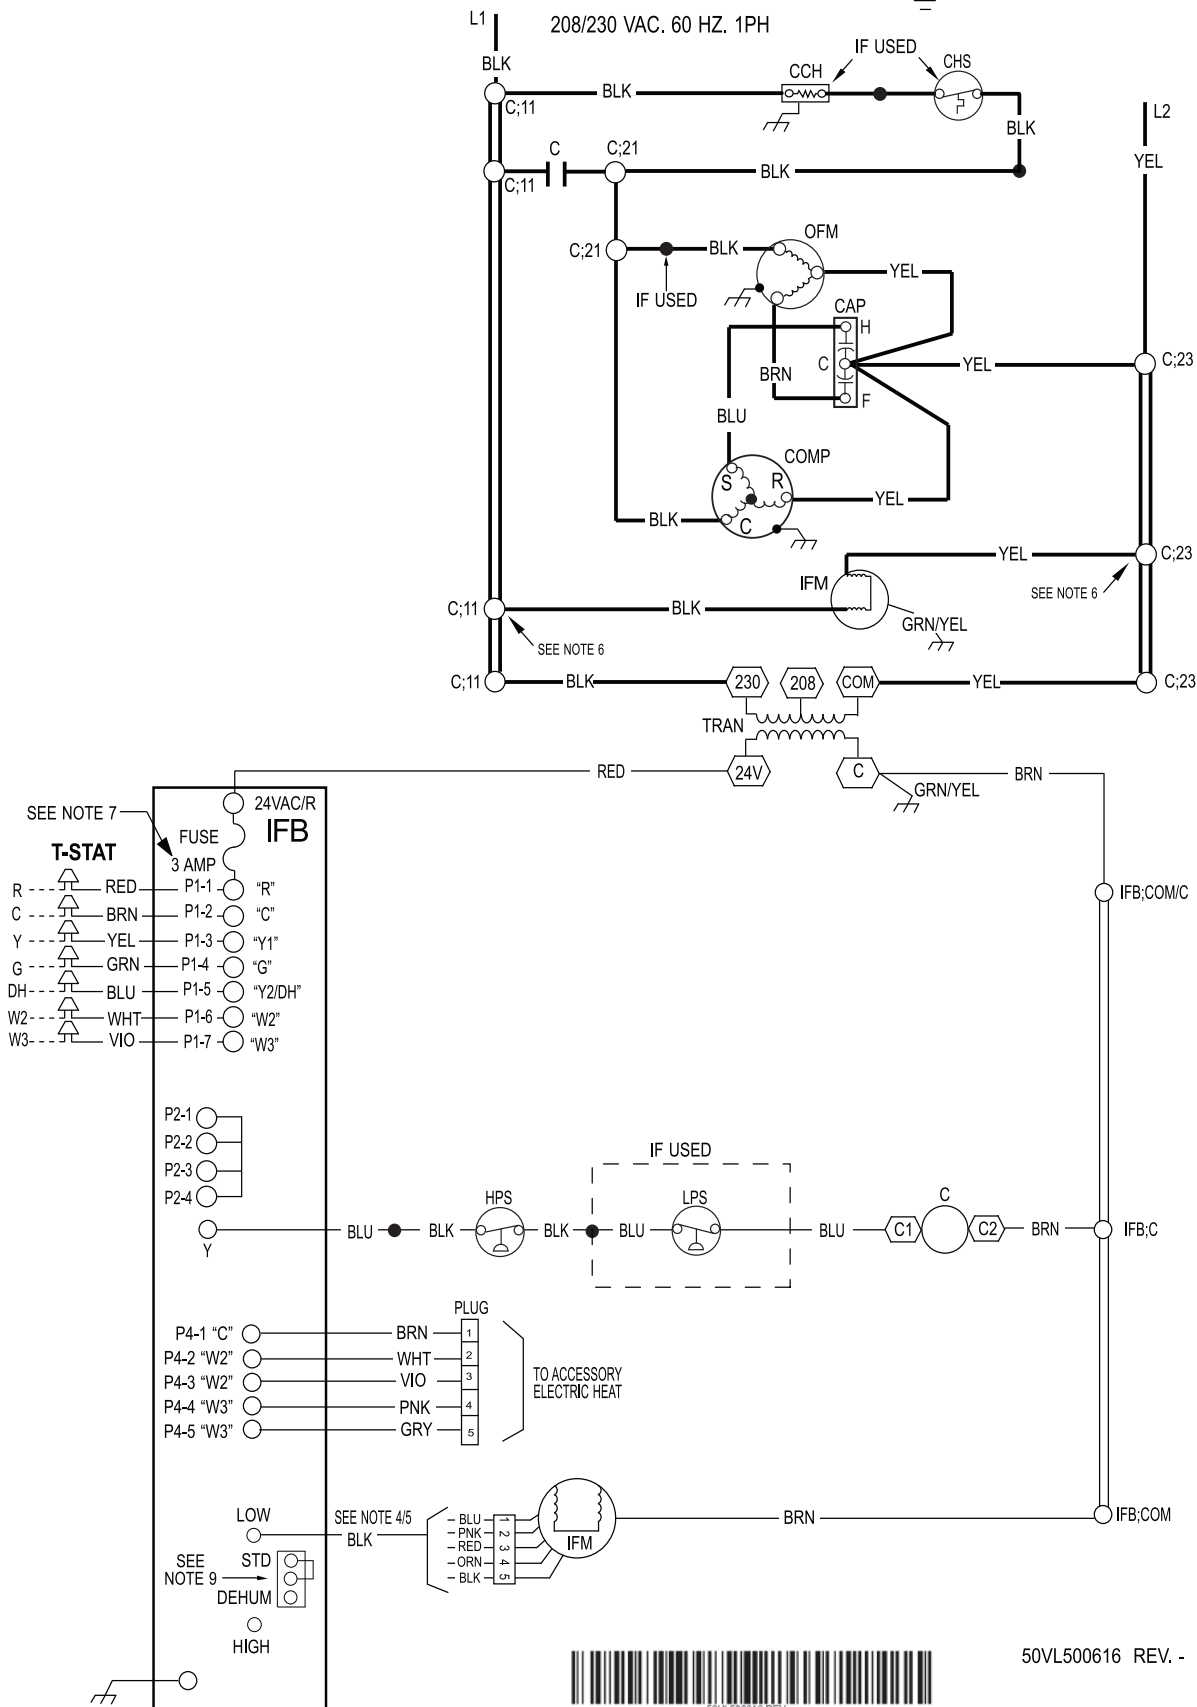 L1
208/230 VAC. 60 HZ. 1PH
BLK
IF USED
CCH
CHS
C;11
BLK
BLK
L2
YEL
C
C;21
C;11
BLK
C;21
BLK
OFM
IF USED
YEL
CAP
H
C
F
BRN
YEL
C;23
BLU
COMP
S
R
C
YEL
BLK
YEL
C;23
IFM
SEE NOTE 6
C;11
BLK
GRN/YEL
SEE NOTE 6
C;11
BLK
230
208
COM
YEL
C;23
TRAN
24V
C
RED
GRN/YEL
BRN
SEE NOTE 7
24VAC/R
FUSE
IFB
T-STAT
3 AMP
R RED P1-1 "R"
C BRN P1-2 "C"
Y YEL P1-3 "Y1"
G GRN P1-4 "G"
DH BLU P1-5 "Y2/DH"
W2 WHT P1-6 "W2"
W3 VIO P1-7 "W3"
IFB;COM/C
P2-1
P2-2
P2-3
P2-4
Y
IF USED
HPS
LPS
C
BLU
BLK
BLK
BLU
BLU
C1
C2
BRN
IFB;C
PLUG
P4-1 "C" BRN 1
P4-2 "W2" WHT 2
P4-3 "W2" VIO 3
P4-4 "W3" PNK 4
P4-5 "W3" GRY 5
TO ACCESSORY
ELECTRIC HEAT
LOW
SEE NOTE 4/5
BLK
BLU 1
PNK 2
RED 3
ORN 4
BLK 5
IFM
BRN
IFB;COM
SEE
NOTE 9
STD
DEHUM
HIGH
50VL500616 REV. -
50VL500616 REV